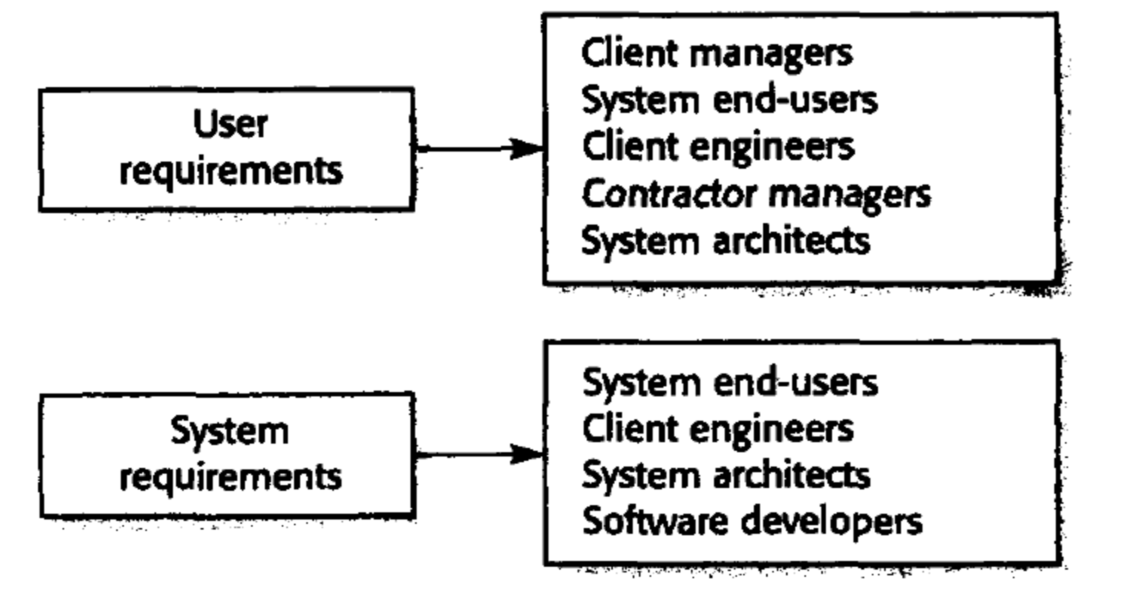 User
requirements
Client managers
System end-users
Client engineers
Contractor managers
System architects
System
requirements
System end-users
Client engineers
System architects
Software developers